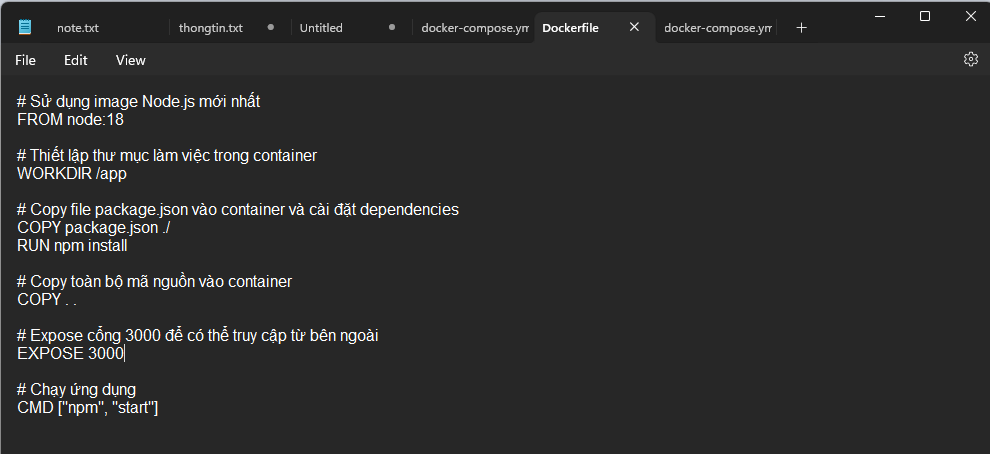 note.txt
thongtin.txt
Untitled
docker-compose.ym
Dockerfile
docker-compose.ym
File Edit View
# Sử dụng image Node.js mới nhất
FROM node:18
# Thiết lập thư mục làm việc trong container
WORKDIR /app
# Copy file package.json vào container và cài đặt dependencies
COPY package.json ./
RUN npm install
# Copy toàn bộ mã nguồn vào container
COPY . .
# Expose cổng 3000 để có thể truy cập từ bên ngoài
EXPOSE 3000
# Chạy ứng dụng
CMD ["npm", "start"]